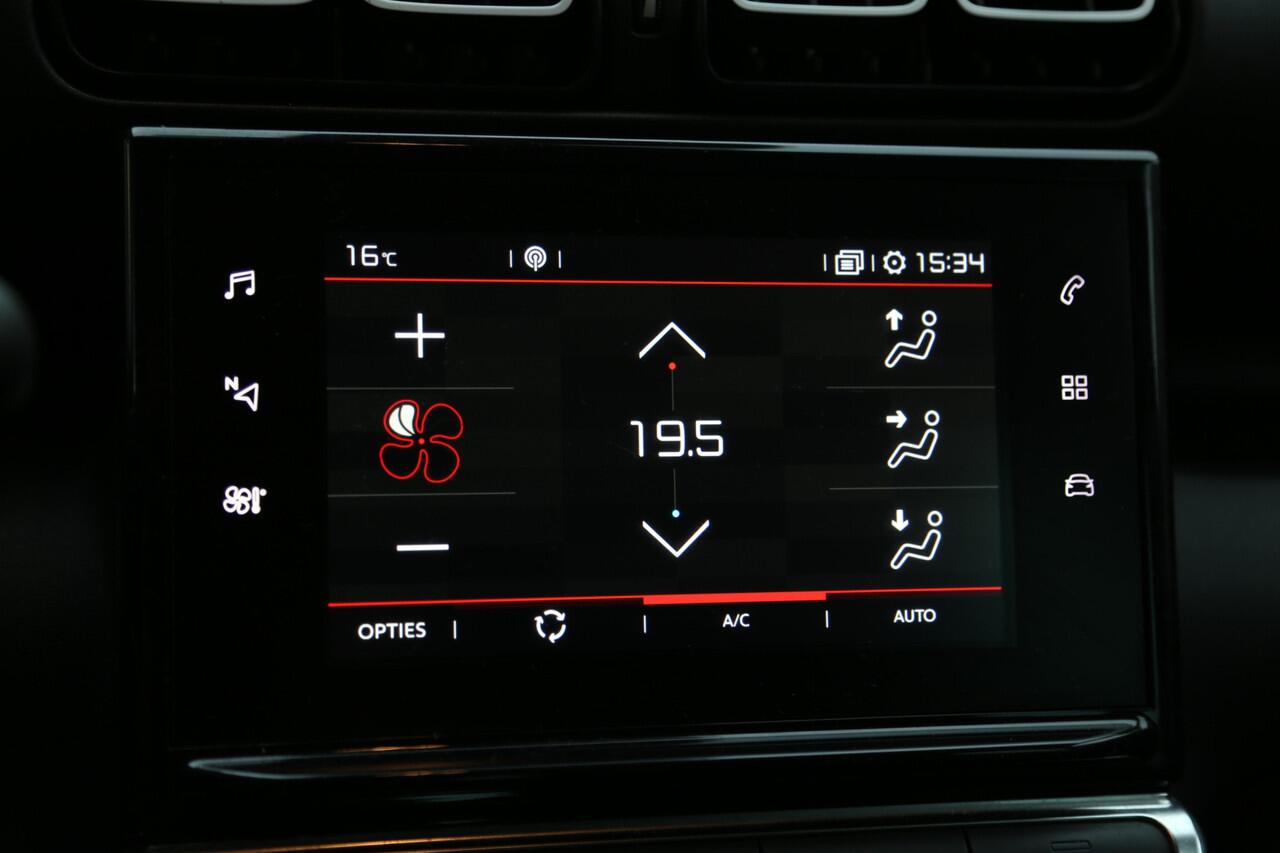 16°C
15:34
N
19.5
OPTIES
A/C
AUTO